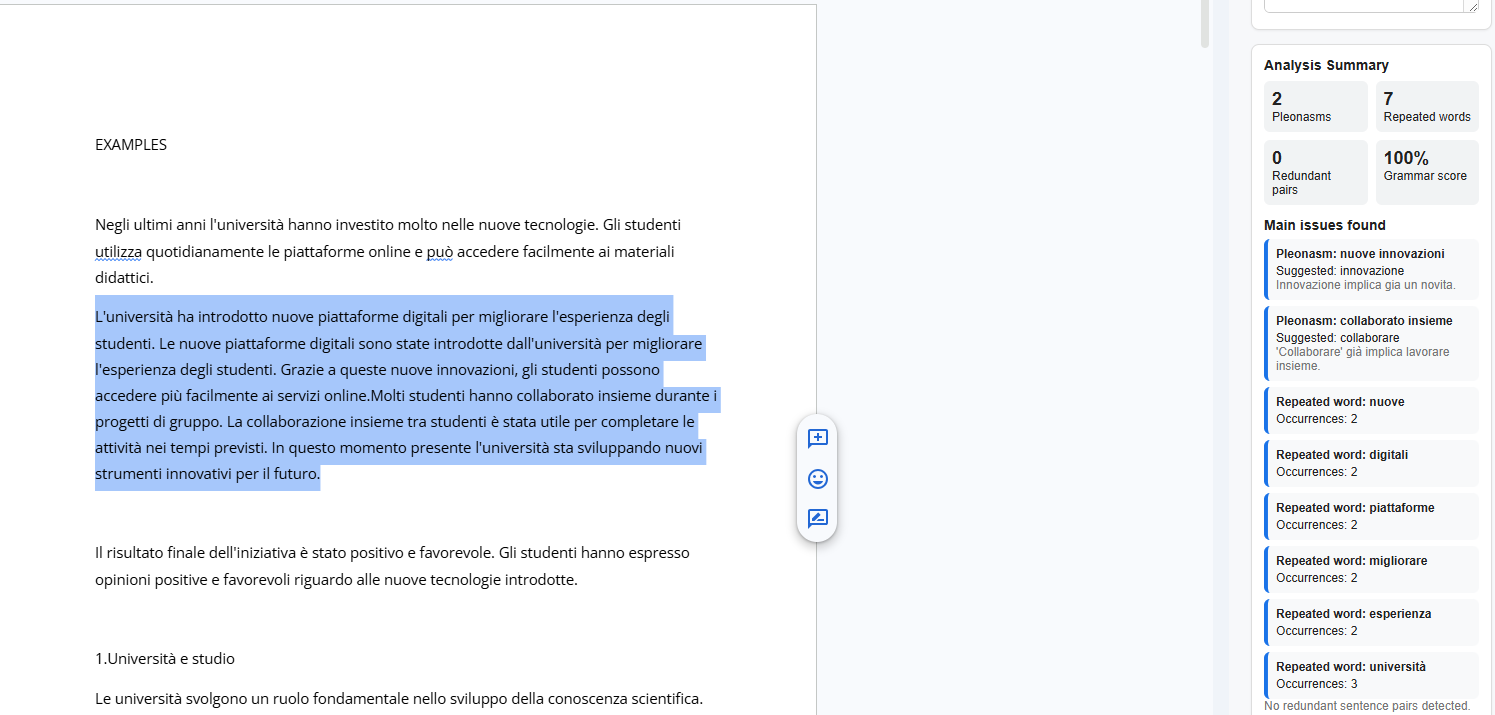 EXAMPLES
Negli ultimi anni l'università hanno investito molto nelle nuove tecnologie. Gli studenti
utilizza quotidianamente le piattaforme online e può accedere facilmente ai materiali
didattici.
L'università ha introdotto nuove piattaforme digitali per migliorare l'esperienza degli
studenti. Le nuove piattaforme digitali sono state introdotte dall'università per migliorare
l'esperienza degli studenti. Grazie a queste nuove innovazioni, gli studenti possono
accedere più facilmente ai servizi online.Molti studenti hanno collaborato insieme durante i
progetti di gruppo. La collaborazione insieme tra studenti è stata utile per completare le
attività nei tempi previsti. In questo momento presente l'università sta sviluppando nuovi
strumenti innovativi per il futuro.
Il risultato finale dell'iniziativa è stato positivo e favorevole. Gli studenti hanno espresso
opinioni positive e favorevoli riguardo alle nuove tecnologie introdotte.
1.Università e studio
Le università svolgono un ruolo fondamentale nello sviluppo della conoscenza scientifica.
Analysis Summary
2
Pleonasms
7
Repeated words
0
Redundant
pairs
100%
Grammar score
Main issues found
Pleonasm: nuove innovazioni
Suggested: innovazione
Innovazione implica gia un novita.
Pleonasm: collaborato insieme
Suggested: collaborare
'Collaborare' già implica lavorare
insieme.
Repeated word: nuove
Occurrences: 2
Repeated word: digitali
Occurrences: 2
Repeated word: piattaforme
Occurrences: 2
Repeated word: migliorare
Occurrences: 2
Repeated word: esperienza
Occurrences: 2
Repeated word: università
Occurrences: 3
No redundant sentence pairs detected.